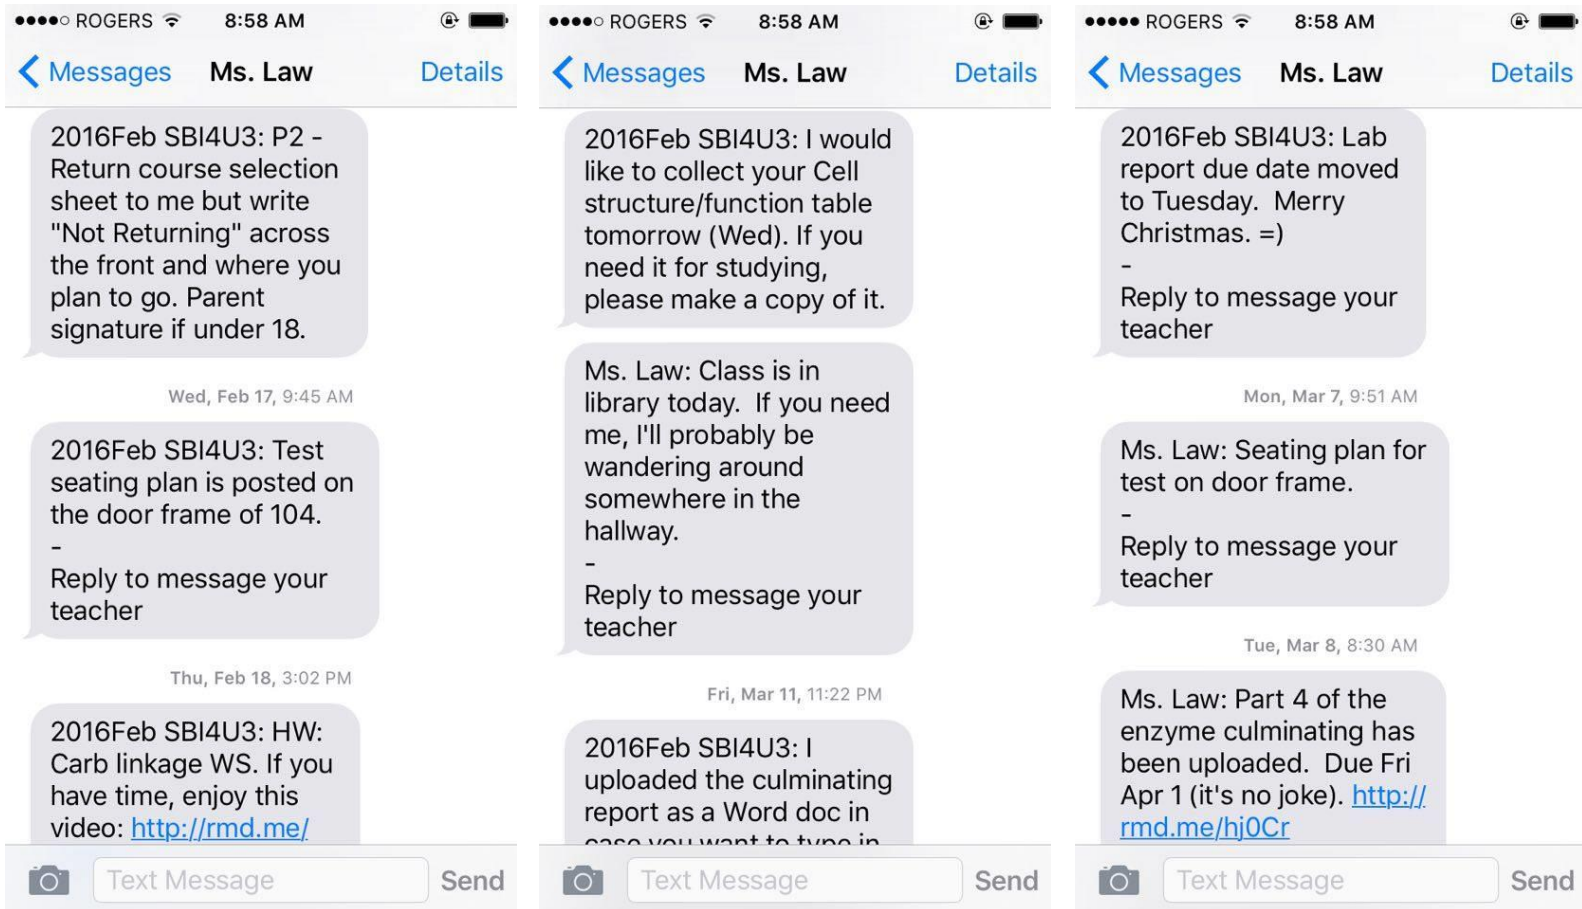 ROGERS 8:58 AM
Messages Ms. Law Details
2016Feb SBI4U3: P2 -
Return course selection
sheet to me but write
"Not Returning" across
the front and where you
plan to go. Parent
signature if under 18.
Wed, Feb 17, 9:45 AM
2016Feb SBI4U3: Test
seating plan is posted on
the door frame of 104.
-
Reply to message your
teacher
Thu, Feb 18, 3:02 PM
2016Feb SBI4U3: HW:
Carb linkage WS. If you
have time, enjoy this
video: http://rmd.me/
Text Message Send
ROGERS 8:58 AM
Messages Ms. Law Details
2016Feb SBI4U3: I would
like to collect your Cell
structure/function table
tomorrow (Wed). If you
need it for studying,
please make a copy of it.
Ms. Law: Class is in
library today. If you need
me, I'll probably be
wandering around
somewhere in the
hallway.
-
Reply to message your
teacher
Fri, Mar 11, 11:22 PM
2016Feb SBI4U3: I
uploaded the culminating
report as a Word doc in
case you want to type in
Text Message Send
ROGERS 8:58 AM
Messages Ms. Law Details
2016Feb SBI4U3: Lab
report due date moved
to Tuesday. Merry
Christmas. =)
-
Reply to message your
teacher
Mon, Mar 7, 9:51 AM
Ms. Law: Seating plan for
test on door frame.
-
Reply to message your
teacher
Tue, Mar 8, 8:30 AM
Ms. Law: Part 4 of the
enzyme culminating has
been uploaded. Due Fri
Apr 1 (it's no joke). http://
rmd.me/hj0Cr
Text Message Send